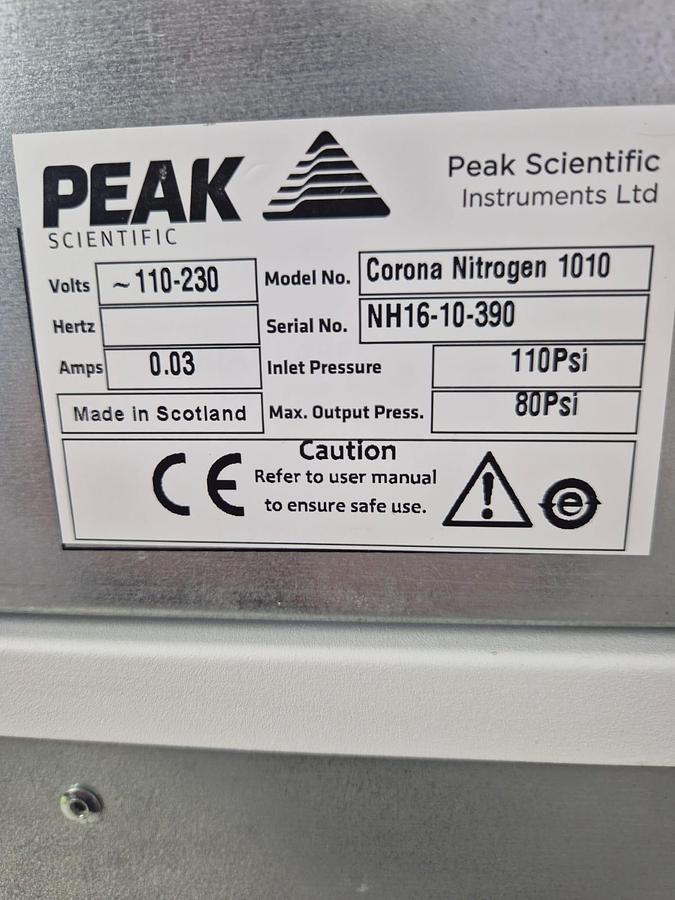 PEAK
SCIENTIFIC
Peak Scientific
Instruments Ltd
Volts ~110-230 Model No. Corona Nitrogen 1010
Hertz Serial No. NH16-10-390
Amps 0.03 Inlet Pressure 110Psi
Made in Scotland Max. Output Press. 80Psi
CE
Caution
Refer to user manual
to ensure safe use.
!
e